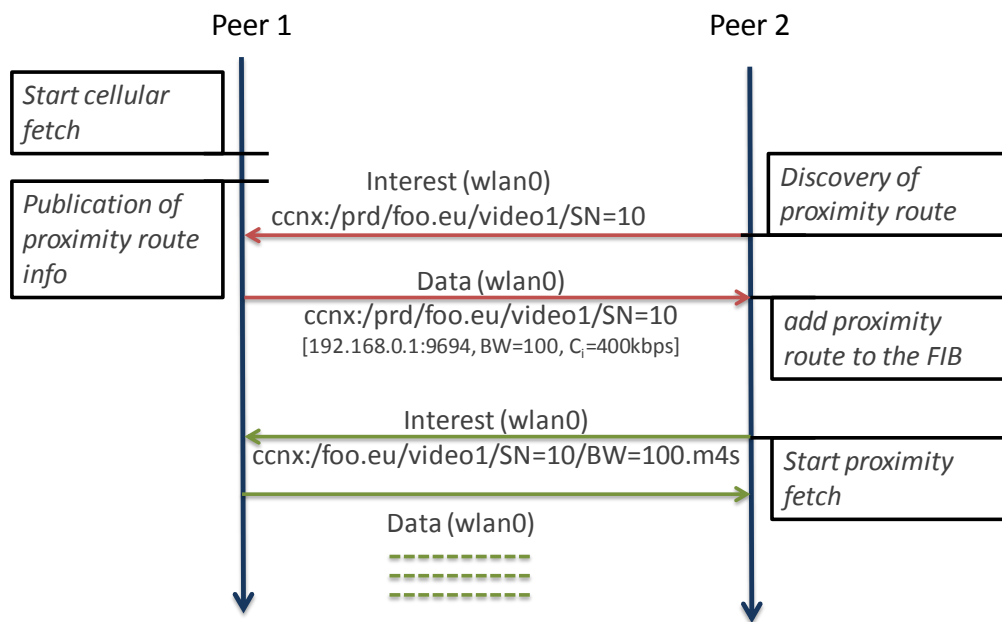 Peer 1
Peer 2
Start cellular
fetch
Publication of
proximity route
info
Interest (wlan0)
ccnx:/prd/foo.eu/video1/SN=10
Discovery of
proximity route
Data (wlan0)
ccnx:/prd/foo.eu/video1/SN=10
[192.168.0.1:9694, BW=100, Ci=400kbps]
add proximity
route to the FIB
Interest (wlan0)
ccnx:/foo.eu/video1/SN=10/BW=100.m4s
Start proximity
fetch
Data (wlan0)